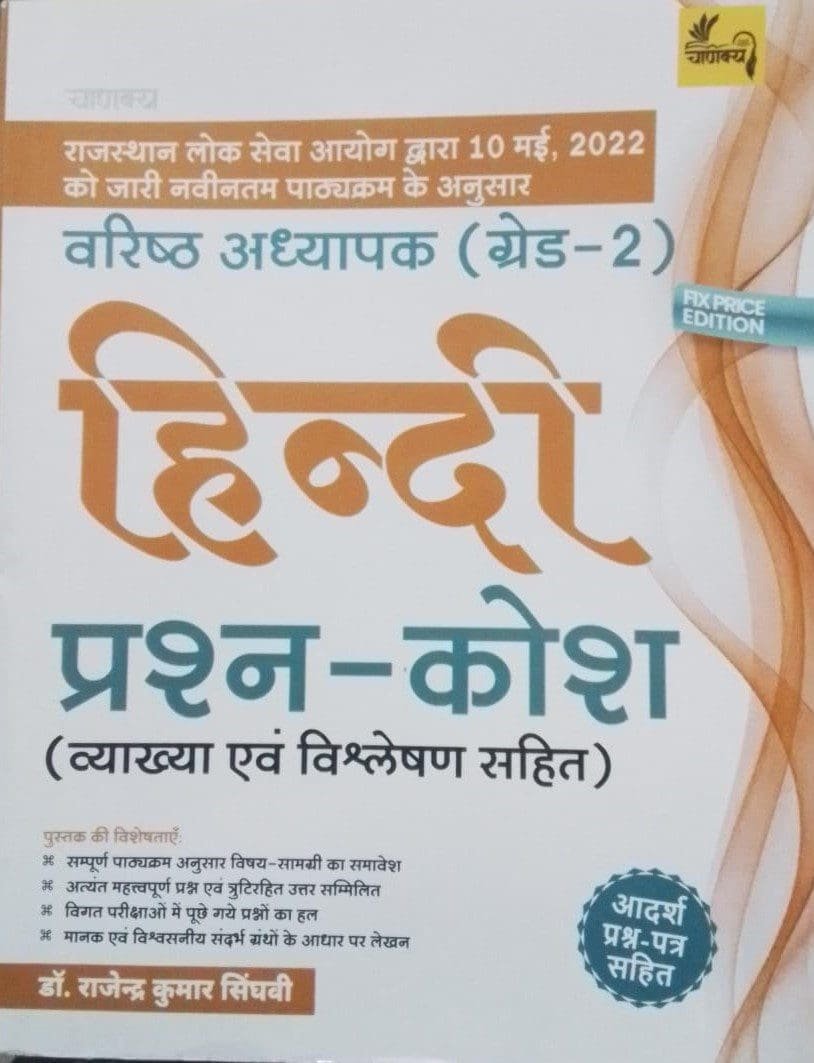 चाणक्य
चाणक्य
राजस्थान लोक सेवा आयोग द्वारा 10 मई, 2022
को जारी नवीनतम पाठ्यक्रम के अनुसार
वरिष्ठ अध्यापक (ग्रेड-2)
FIX PRICE
EDITION
हिन्दी
प्रश्न-कोश
(व्याख्या एवं विश्लेषण सहित)
पुस्तक की विशेषताएँ:
⌘ सम्पूर्ण पाठ्यक्रम अनुसार विषय-सामग्री का समावेश
⌘ अत्यंत महत्त्वपूर्ण प्रश्न एवं त्रुटिरहित उत्तर सम्मिलित
⌘ विगत परीक्षाओं में पूछे गये प्रश्नों का हल
⌘ मानक एवं विश्वसनीय संदर्भ ग्रंथों के आधार पर लेखन
आदर्श
प्रश्न-पत्र
सहित
डॉ. राजेन्द्र कुमार सिंघवी